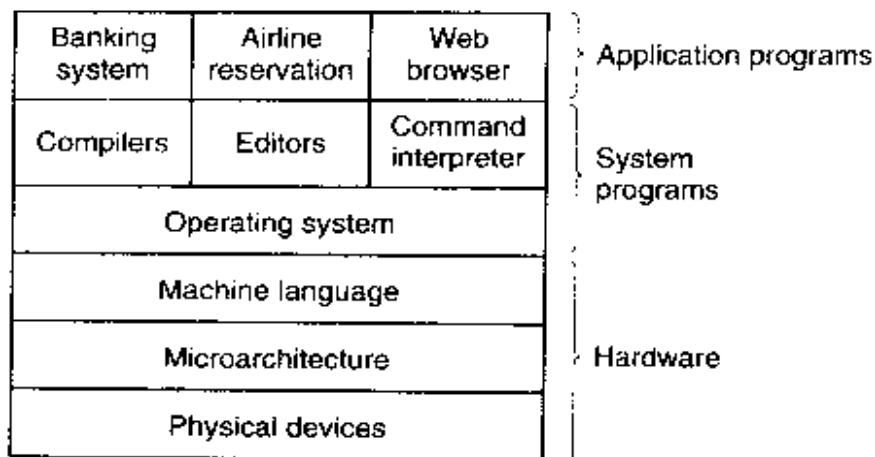 Banking system
Airline reservation
Web browser
Application programs
Compilers
Editors
Command interpreter
System programs
Operating system
Machine language
Microarchitecture
Hardware
Physical devices